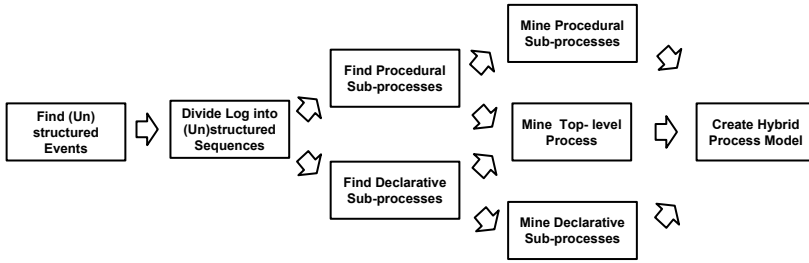 Find (Un)
structured
Events
Divide Log into
(Un)structured
Sequences
Find Procedural
Sub-processes
Find Declarative
Sub-processes
Mine Procedural
Sub-processes
Mine Top- level
Process
Mine Declarative
Sub-processes
Create Hybrid
Process Model